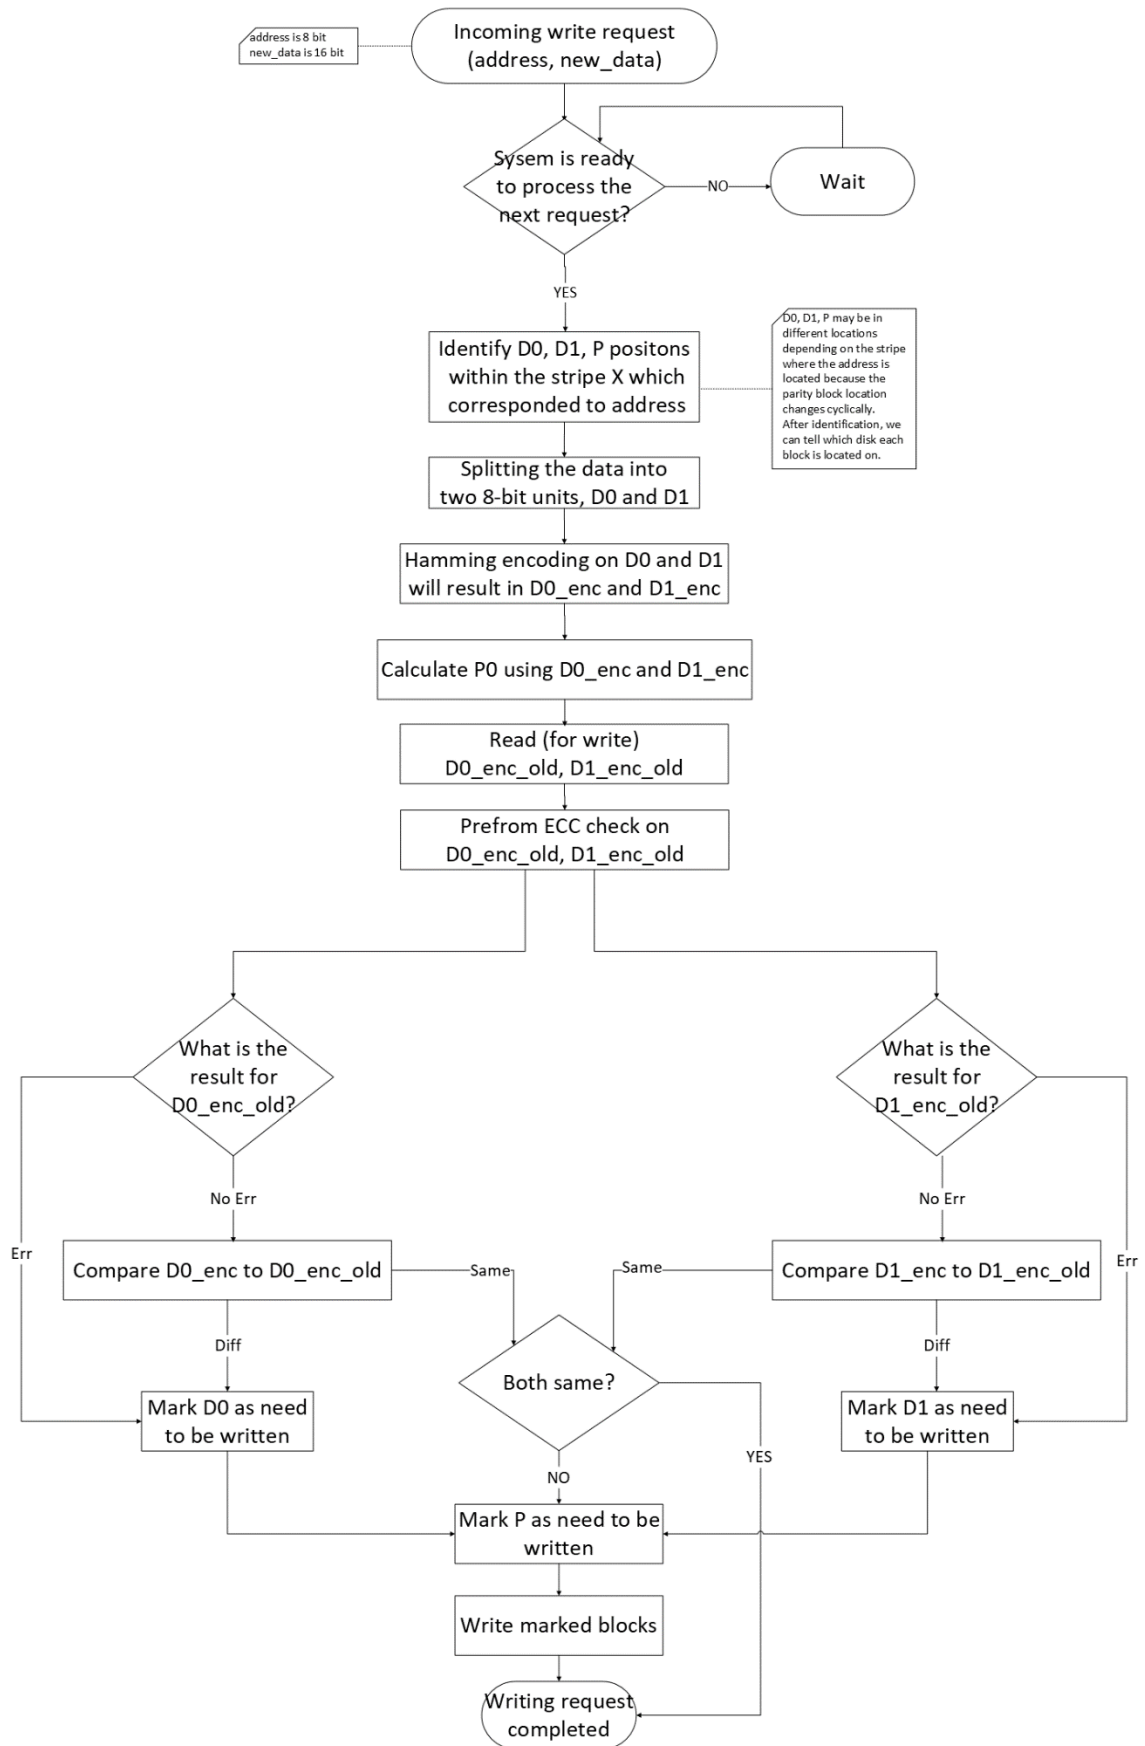 address is 8 bit
new_data is 16 bit
Incoming write request
(address, new_data)
Sysem is ready
to process the
next request?
NO
Wait
YES
Identify D0, D1, P positon
within the stripe X which
corresponded to address
D0, D1, P may be in
different locations
depending on the stripe
where the address is
located because the
parity block location
changes cyclically.
After identification, we
can tell which disk each
block is located on.
Splitting the data into
two 8-bit units, D0 and D1
Hamming encoding on D0 and D1
will result in D0_enc and D1_enc
Calculate P0 using D0_enc and D1_enc
Read (for write)
D0_enc_old, D1_enc_old
Prefrom ECC check on
D0_enc_old, D1_enc_old
What is the
result for
D0_enc_old?
What is the
result for
D1_enc_old?
No Err
No Err
Err
Err
Compare D0_enc to D0_enc_old
Same
Same
Compare D1_enc to D1_enc_old
Diff
Diff
Both same?
Mark D0 as need
to be written
Mark D1 as need
to be written
YES
NO
Mark P as need to be
written
Write marked blocks
Writing request
completed